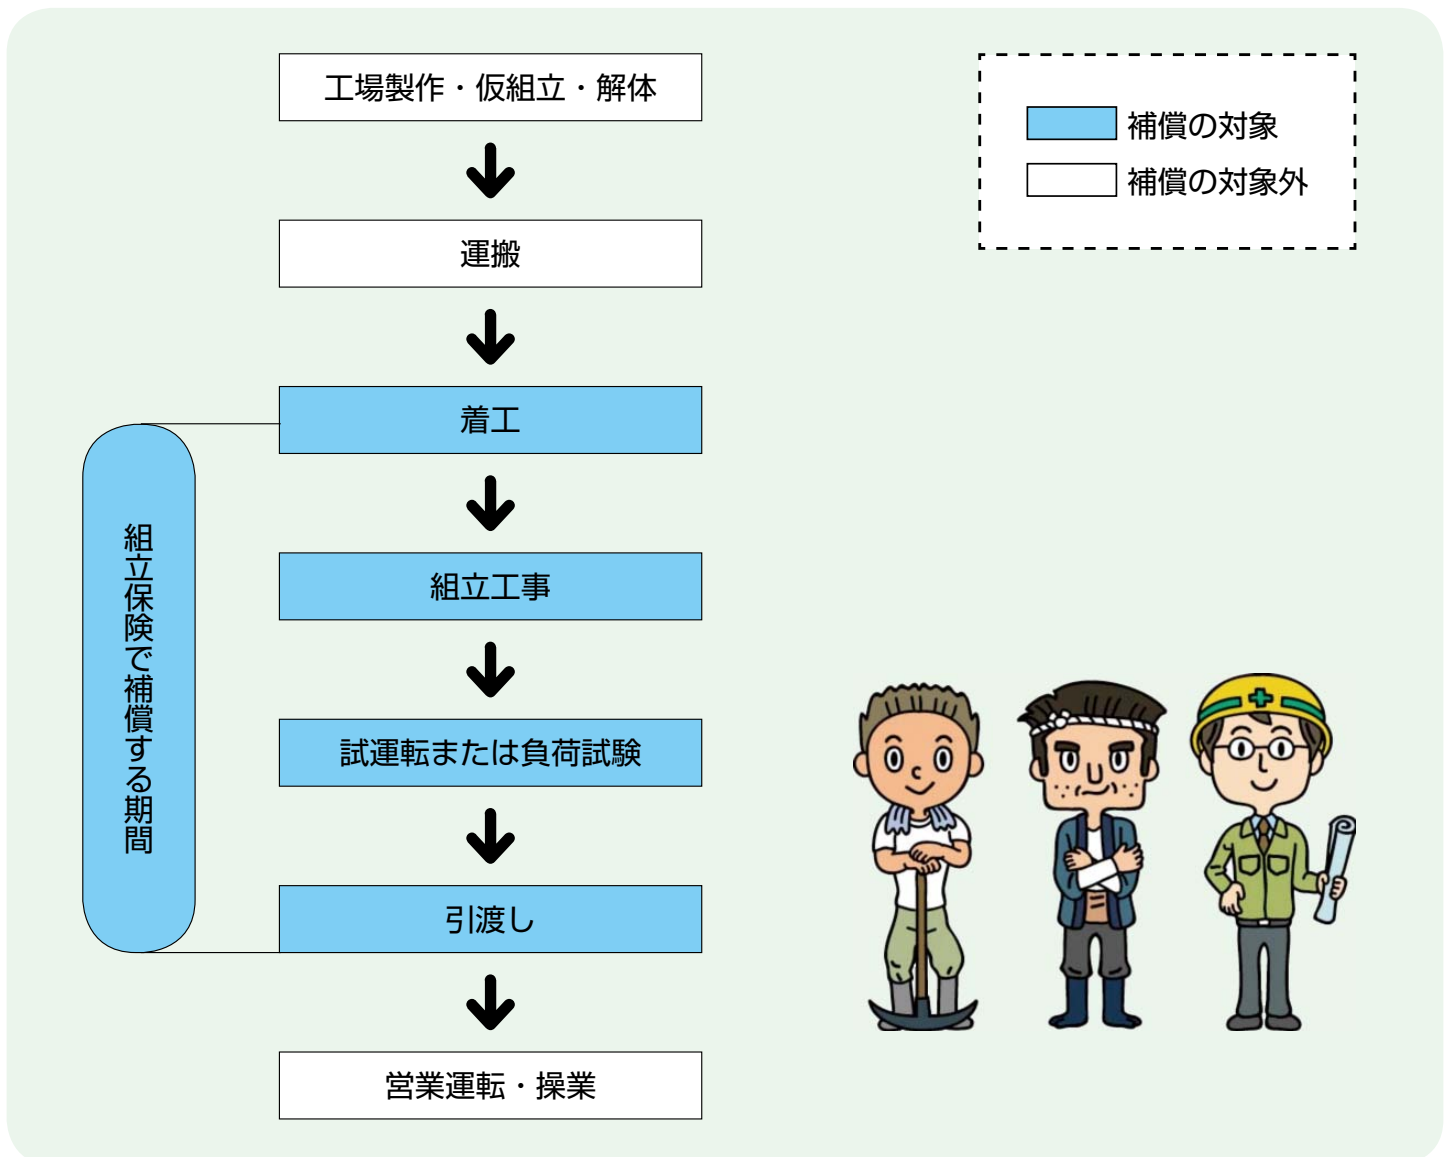 工場製作・仮組立・解体
補償の対象
補償の対象外
運搬
着工
組立工事
試運転または負荷試験
引渡し
営業運転・操業
組立保険で補償する期間